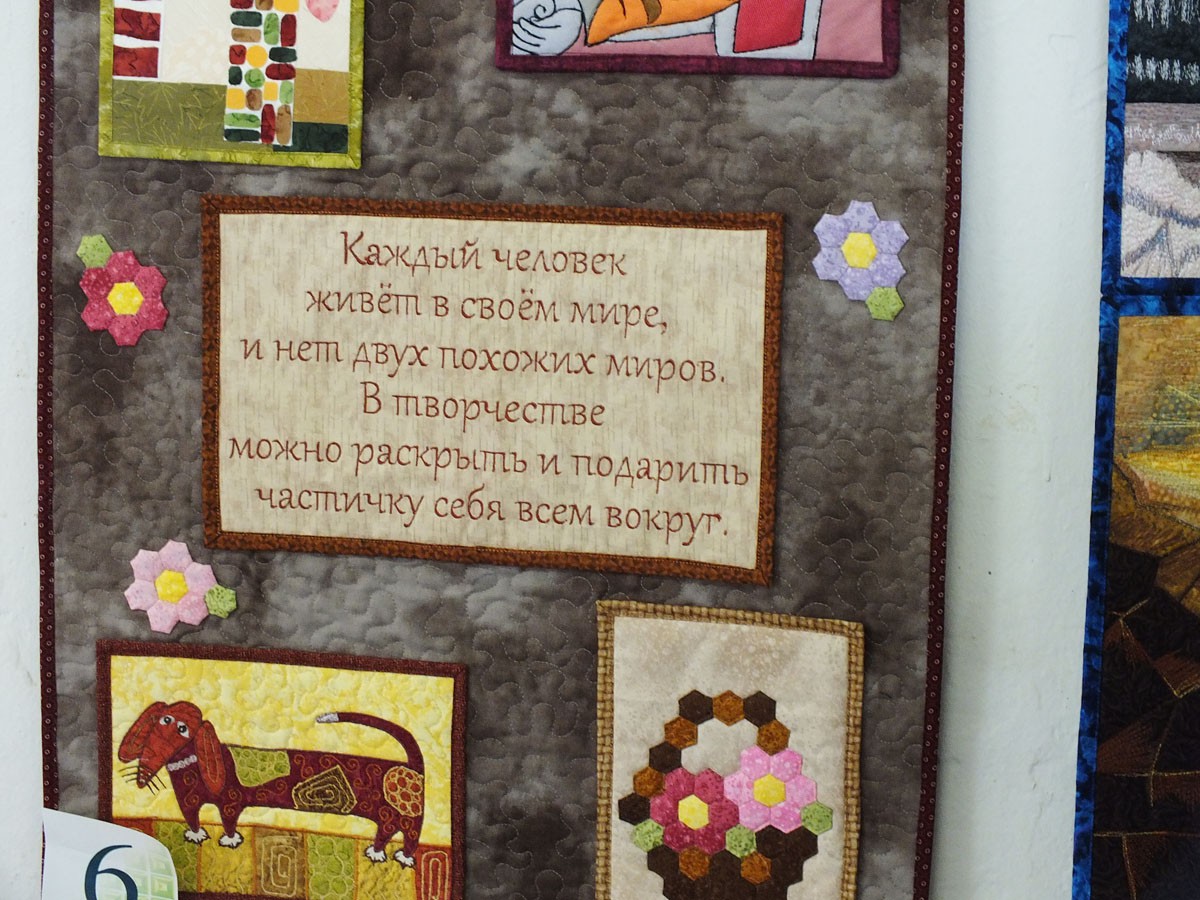 Каждый человек
живёт в своём мире,
и нет двух похожих миров.
В творчестве
можно раскрыть и подарить
частичку себя всем вокруг.
6